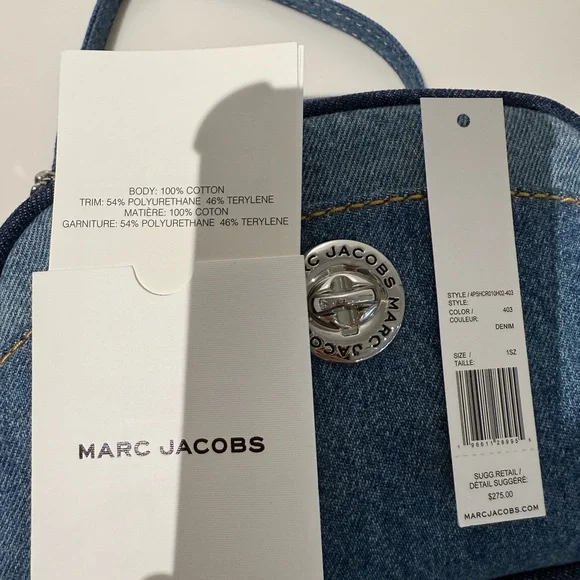 BODY: 100% COTTON
TRIM: 54% POLYURETHANE 46% TERYLENE
MATIÈRE: 100% COTON
GARNITURE: 54% POLYURETHANE 46% TERYLENE
MARC JACOBS
MARC JACOBS MARC JACOBS
STYLE / 4PSHCR01GH02-403
STYLE:
COLOR / 403
COULEUR:
DENIM
SIZE / 1SZ
TAILLE:
SUGG.RETAIL /
DÉTAIL SUGGÉRÉ:
$275.00
MARCJACOBS.COM